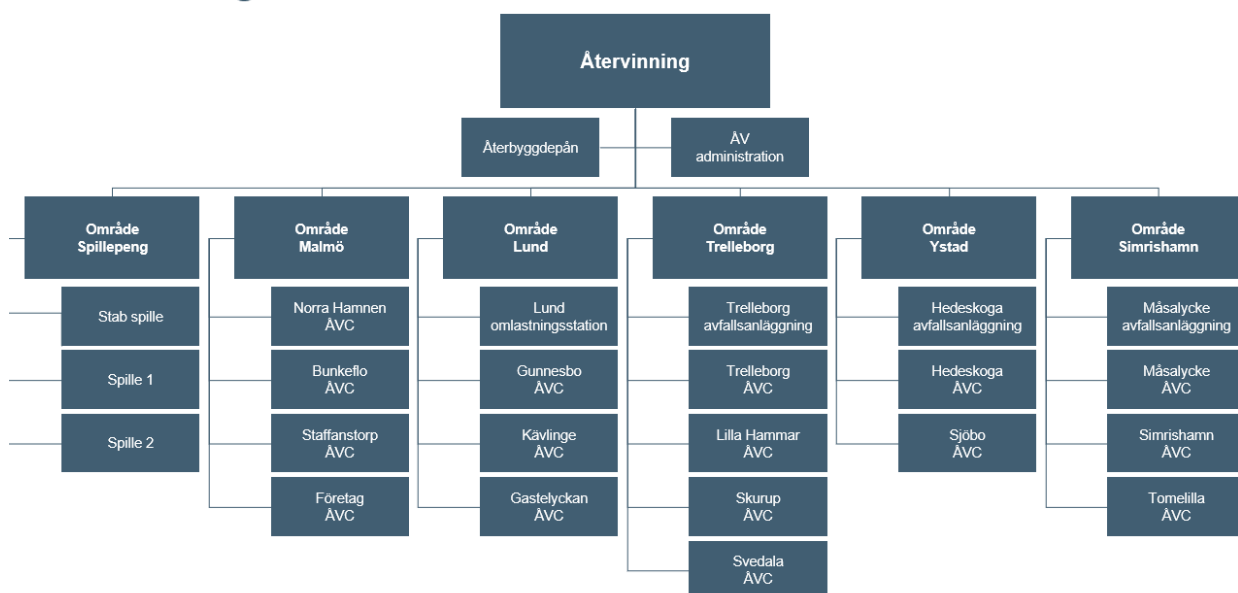 Återvinning
Återbyggdepån
ÅV
administration
Område
Spillepeng
Stab spille
Spille 1
Spille 2
Område
Malmö
Norra Hamnen
ÅVC
Bunkeflo
ÅVC
Staffanstorp
ÅVC
Företag
ÅVC
Område
Lund
Lund
omlastningsstation
Gunnesbo
ÅVC
Kävlinge
ÅVC
Gastelyckan
ÅVC
Område
Trelleborg
Trelleborg
avfallsanläggning
Trelleborg
ÅVC
Lilla Hammar
ÅVC
Skurup
ÅVC
Svedala
ÅVC
Område
Ystad
Hedeskoga
avfallsanläggning
Hedeskoga
ÅVC
Sjöbo
ÅVC
Område
Simrishamn
Måsalycke
avfallsanläggning
Måsalycke
ÅVC
Simrishamn
ÅVC
Tomelilla
ÅVC